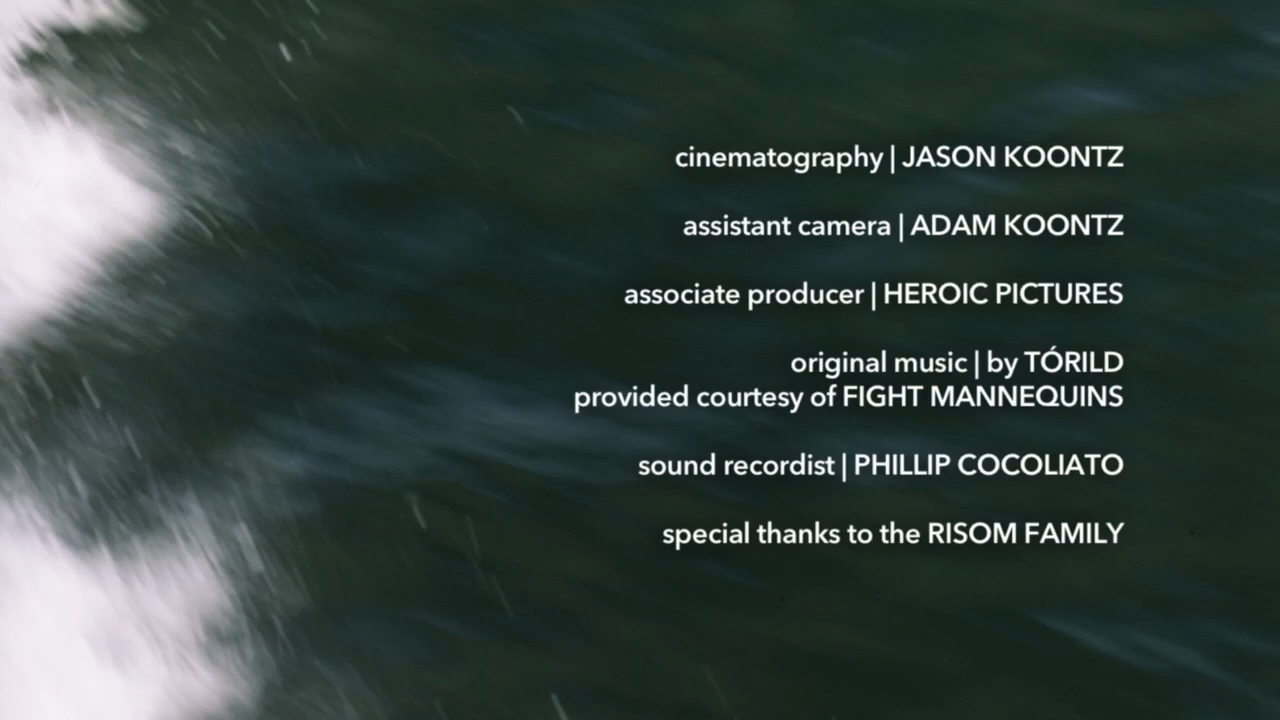 cinematography | JASON KOONTZ
assistant camera | ADAM KOONTZ
associate producer | HEROIC PICTURES
original music | by TÓRILD
provided courtesy of FIGHT MANNEQUINS
sound recordist | PHILLIP COCOLIATO
special thanks to the RISOM FAMILY